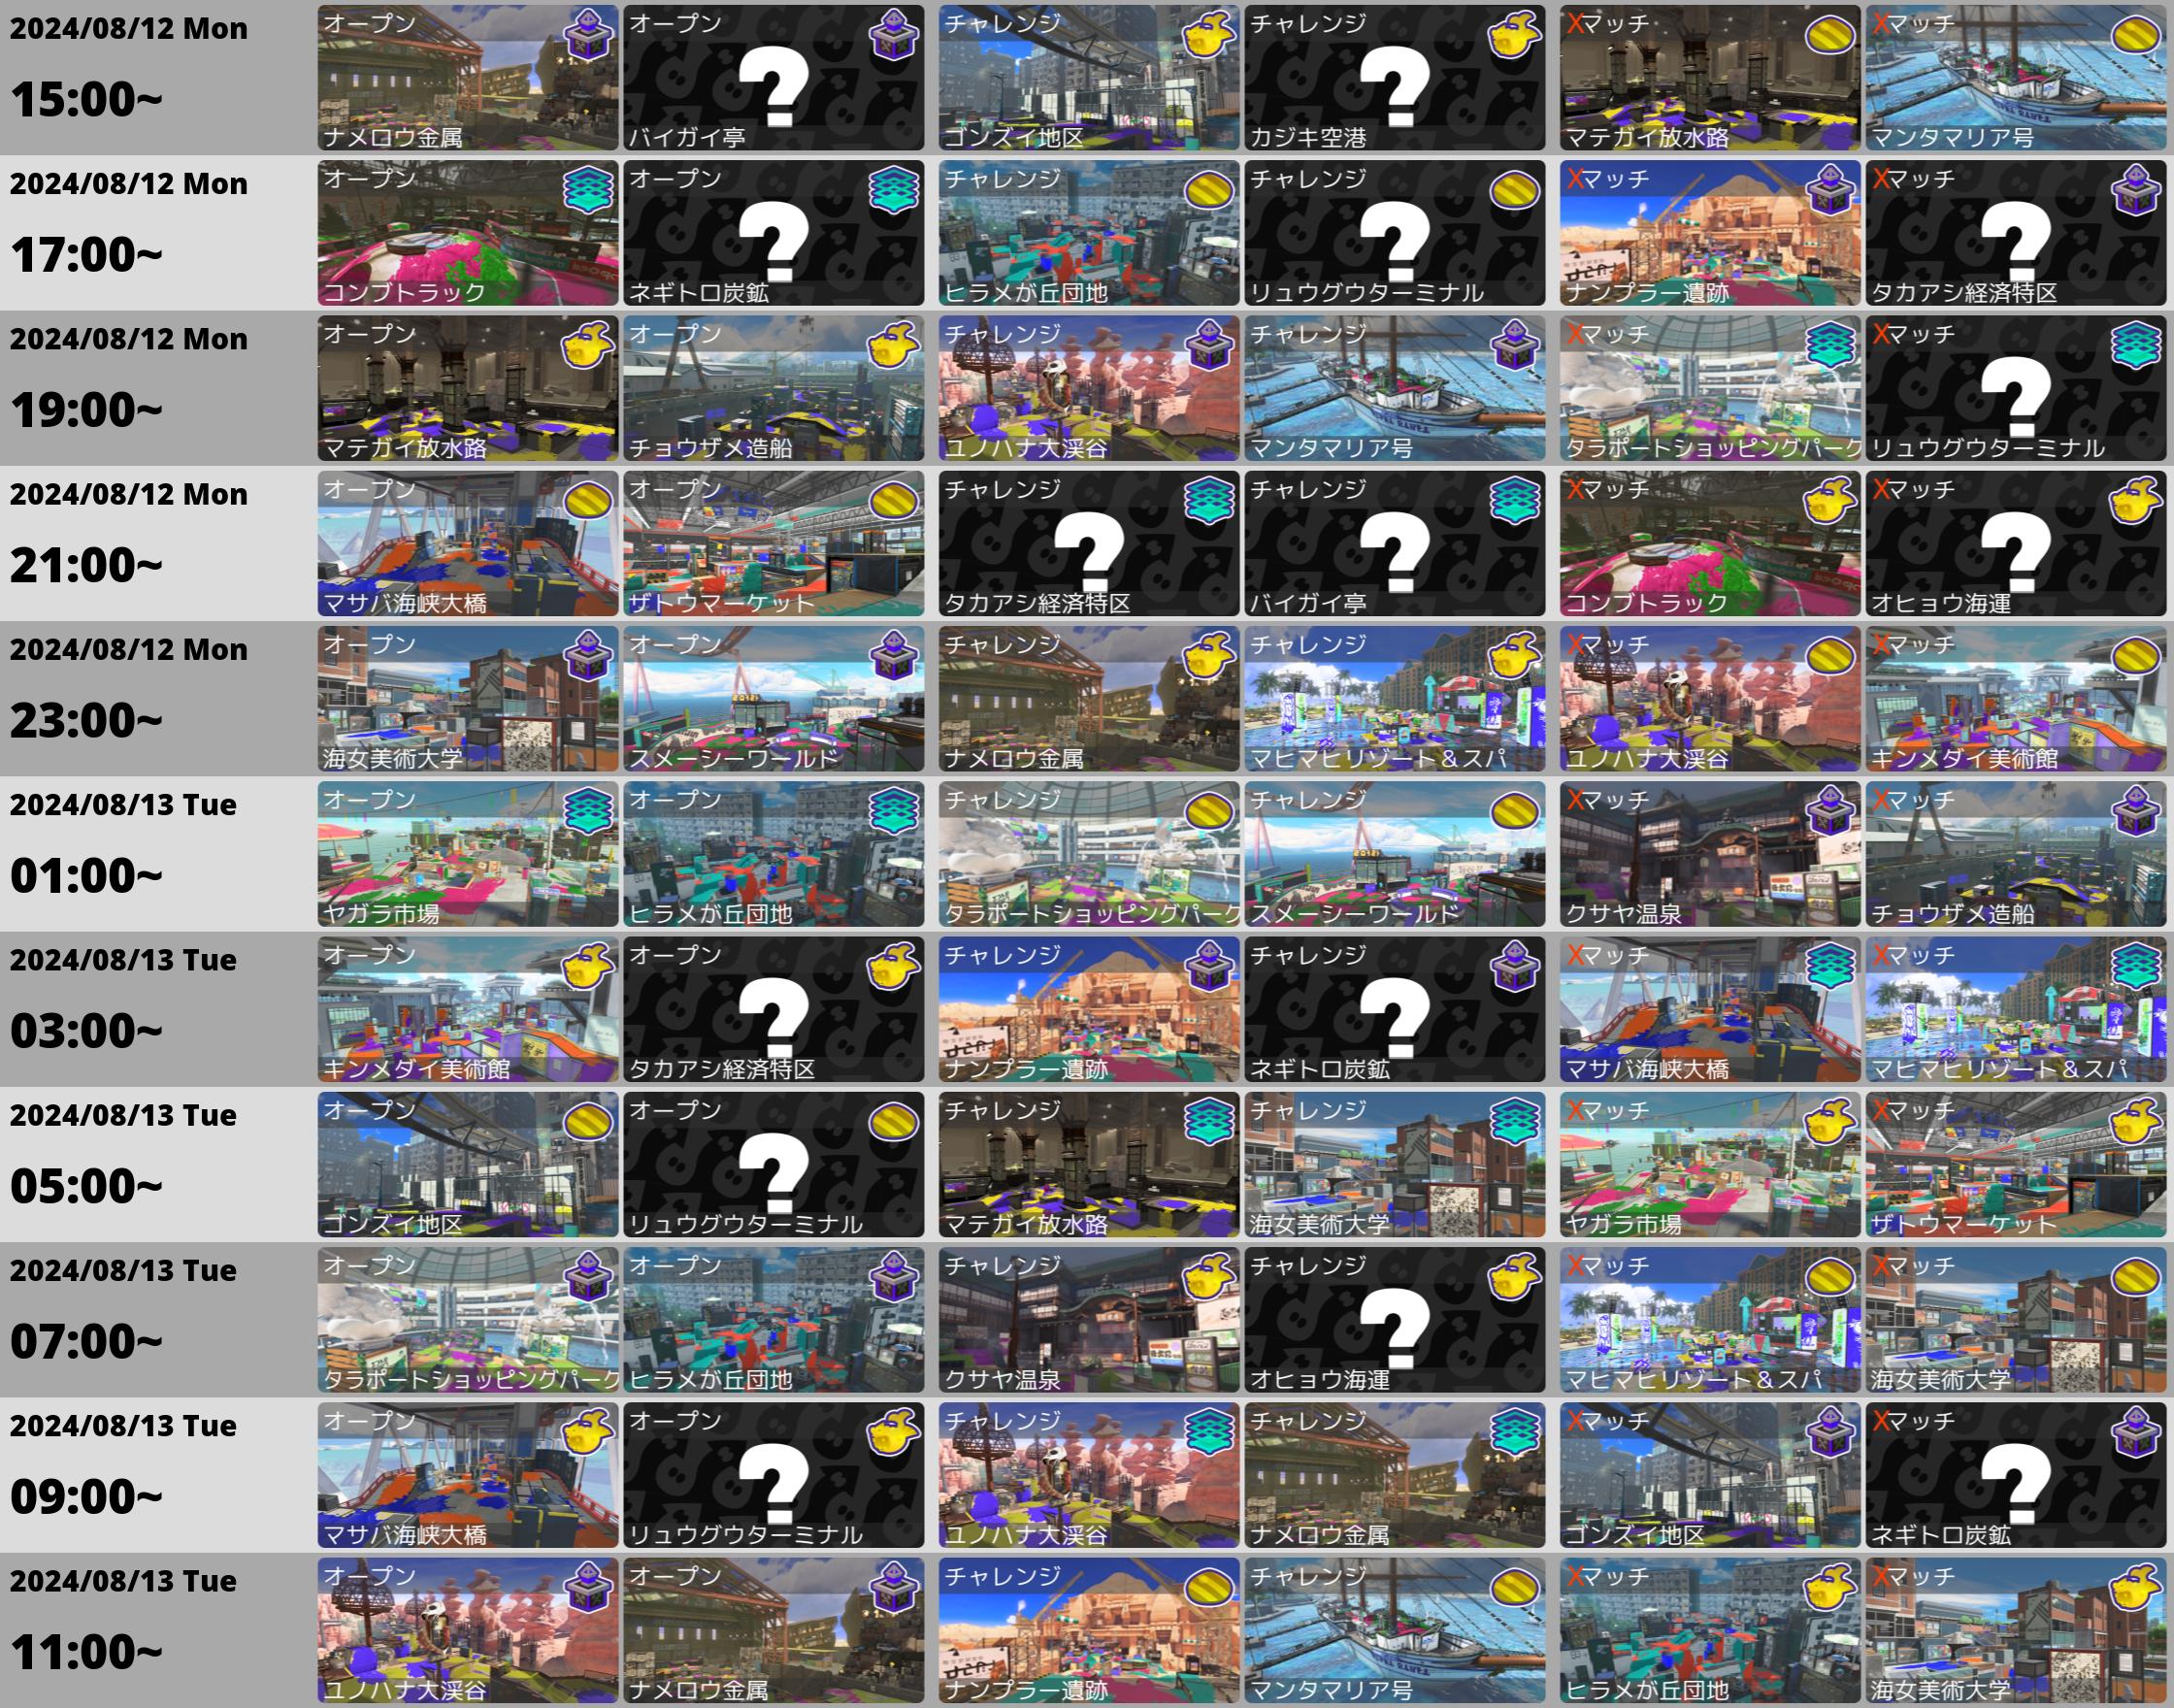 2024/08/12 Mon
15:00~
オープン
ナメロウ金属
オープン
バイガイ亭
チャレンジ
ゴンズイ地区
チャレンジ
カジキ空港
Xマッチ
マテガイ放水路
Xマッチ
マンタマリア号
2024/08/12 Mon
17:00~
オープン
コンブトラック
オープン
ネギトロ炭鉱
チャレンジ
ヒラメが丘団地
チャレンジ
リュウグウターミナル
Xマッチ
ナンプラー遺跡
Xマッチ
タカアシ経済特区
2024/08/12 Mon
19:00~
オープン
マテガイ放水路
オープン
チョウザメ造船
チャレンジ
ユノハナ大渓谷
チャレンジ
マンタマリア号
Xマッチ
タラポートショッピングパーク
Xマッチ
リュウグウターミナル
2024/08/12 Mon
21:00~
オープン
マサバ海峡大橋
オープン
ザトウマーケット
チャレンジ
タカアシ経済特区
チャレンジ
バイガイ亭
Xマッチ
コンブトラック
Xマッチ
オヒョウ海運
2024/08/12 Mon
23:00~
オープン
海女美術大学
オープン
スメーシーワールド
チャレンジ
ナメロウ金属
チャレンジ
マヒマヒリゾート＆スパ
Xマッチ
ユノハナ大渓谷
Xマッチ
キンメダイ美術館
2024/08/13 Tue
01:00~
オープン
ヤガラ市場
オープン
ヒラメが丘団地
チャレンジ
タラポートショッピングパーク
チャレンジ
スメーシーワールド
Xマッチ
クサヤ温泉
Xマッチ
チョウザメ造船
2024/08/13 Tue
03:00~
オープン
キンメダイ美術館
オープン
タカアシ経済特区
チャレンジ
ナンプラー遺跡
チャレンジ
ネギトロ炭鉱
Xマッチ
マサバ海峡大橋
Xマッチ
マヒマヒリゾート＆スパ
2024/08/13 Tue
05:00~
オープン
ゴンズイ地区
オープン
リュウグウターミナル
チャレンジ
マテガイ放水路
チャレンジ
海女美術大学
Xマッチ
ヤガラ市場
Xマッチ
ザトウマーケット
2024/08/13 Tue
07:00~
オープン
タラポートショッピングパーク
オープン
ヒラメが丘団地
チャレンジ
クサヤ温泉
チャレンジ
オヒョウ海運
Xマッチ
マヒマヒリゾート＆スパ
Xマッチ
海女美術大学
2024/08/13 Tue
09:00~
オープン
マサバ海峡大橋
オープン
リュウグウターミナル
チャレンジ
ユノハナ大渓谷
チャレンジ
ナメロウ金属
Xマッチ
ゴンズイ地区
Xマッチ
ネギトロ炭鉱
2024/08/13 Tue
11:00~
オープン
ユノハナ大渓谷
オープン
ナメロウ金属
チャレンジ
ナンプラー遺跡
チャレンジ
マンタマリア号
Xマッチ
ヒラメが丘団地
Xマッチ
海女美術大学